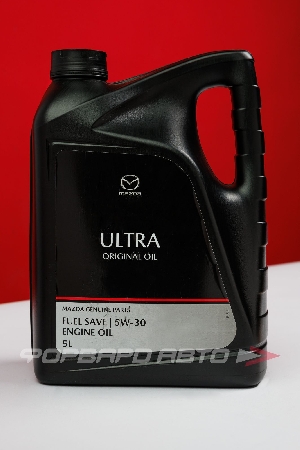 mazda
ULTRA
ORIGINAL OIL
MAZDA GENUINE PARTS
FUEL SAVE | 5W-30
ENGINE OIL
5L
ФОРВАРД АВТО